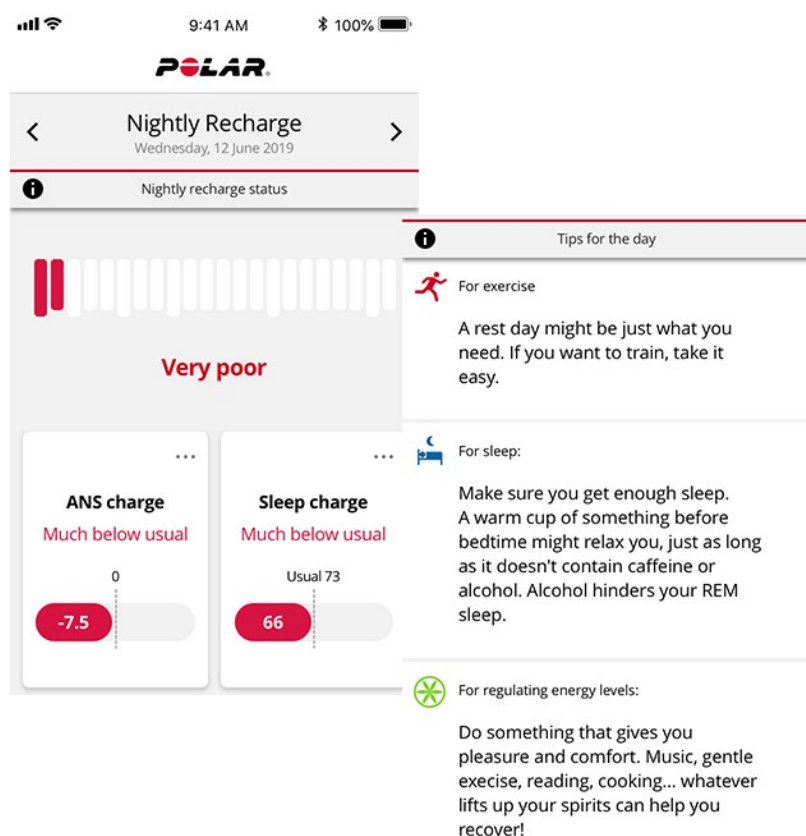 9:41 AM
100%
POLAR®
Nightly Recharge
Wednesday, 12 June 2019
Nightly recharge status
Very poor
ANS charge
Much below usual
0
-7.5
Sleep charge
Much below usual
Usual 73
66
Tips for the day
For exercise
A rest day might be just what you
need. If you want to train, take it
easy.
For sleep:
Make sure you get enough sleep.
A warm cup of something before
bedtime might relax you, just as long
as it doesn't contain caffeine or
alcohol. Alcohol hinders your REM
sleep.
For regulating energy levels:
Do something that gives you
pleasure and comfort. Music, gentle
execise, reading, cooking... whatever
lifts up your spirits can help you
recover!